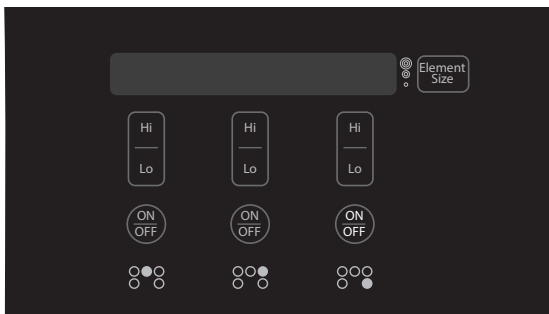 Element
Size
Hi Hi Hi
Lo Lo Lo
ON ON ON
OFF OFF OFF